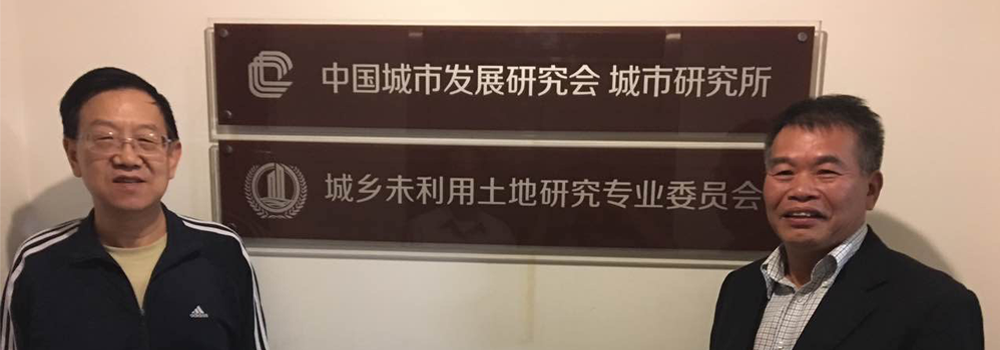 中国城市发展研究会 城市研究所
城乡未利用土地研究专业委员会
adidas